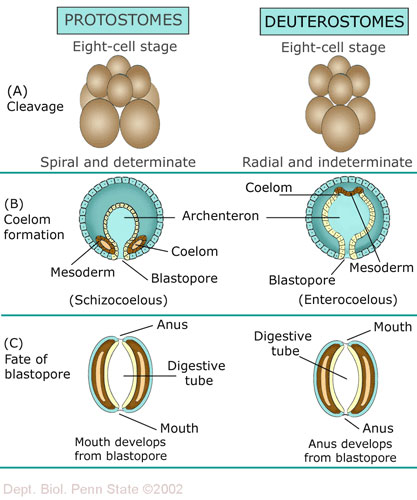 PROTOSTOMES
DEUTEROSTOMES
Eight-cell stage
Eight-cell stage
(A)
Cleavage
Spiral and determinate
Radial and indeterminate
(B)
Coelom
formation
Coelom
Archenteron
Mesoderm
Coelom
Blastopore
Blastopore
Mesoderm
(Schizocoelous)
(Enterocoelous)
(C)
Fate of
blastopore
Anus
Digestive
tube
Mouth
Mouth develops
from blastopore
Digestive
tube
Mouth
Anus
Anus develops
from blastopore
Dept. Biol. Penn State ©2002